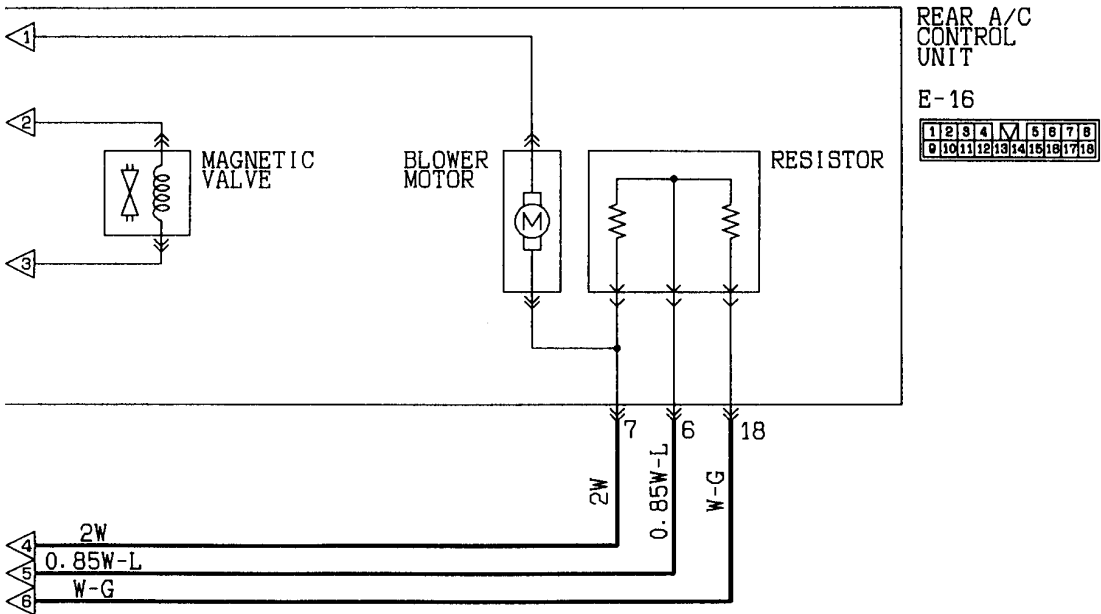 REAR A/C
CONTROL
UNIT
E-16
1 2 3 4 5 6 7 8
9 10 11 12 13 14 15 16 17 18
1
2
MAGNETIC
VALVE
BLOWER
MOTOR
RESISTOR
M
3
7 6 18
2W
0.85W-L
W-G
4 2W
5 0.85W-L
6 W-G